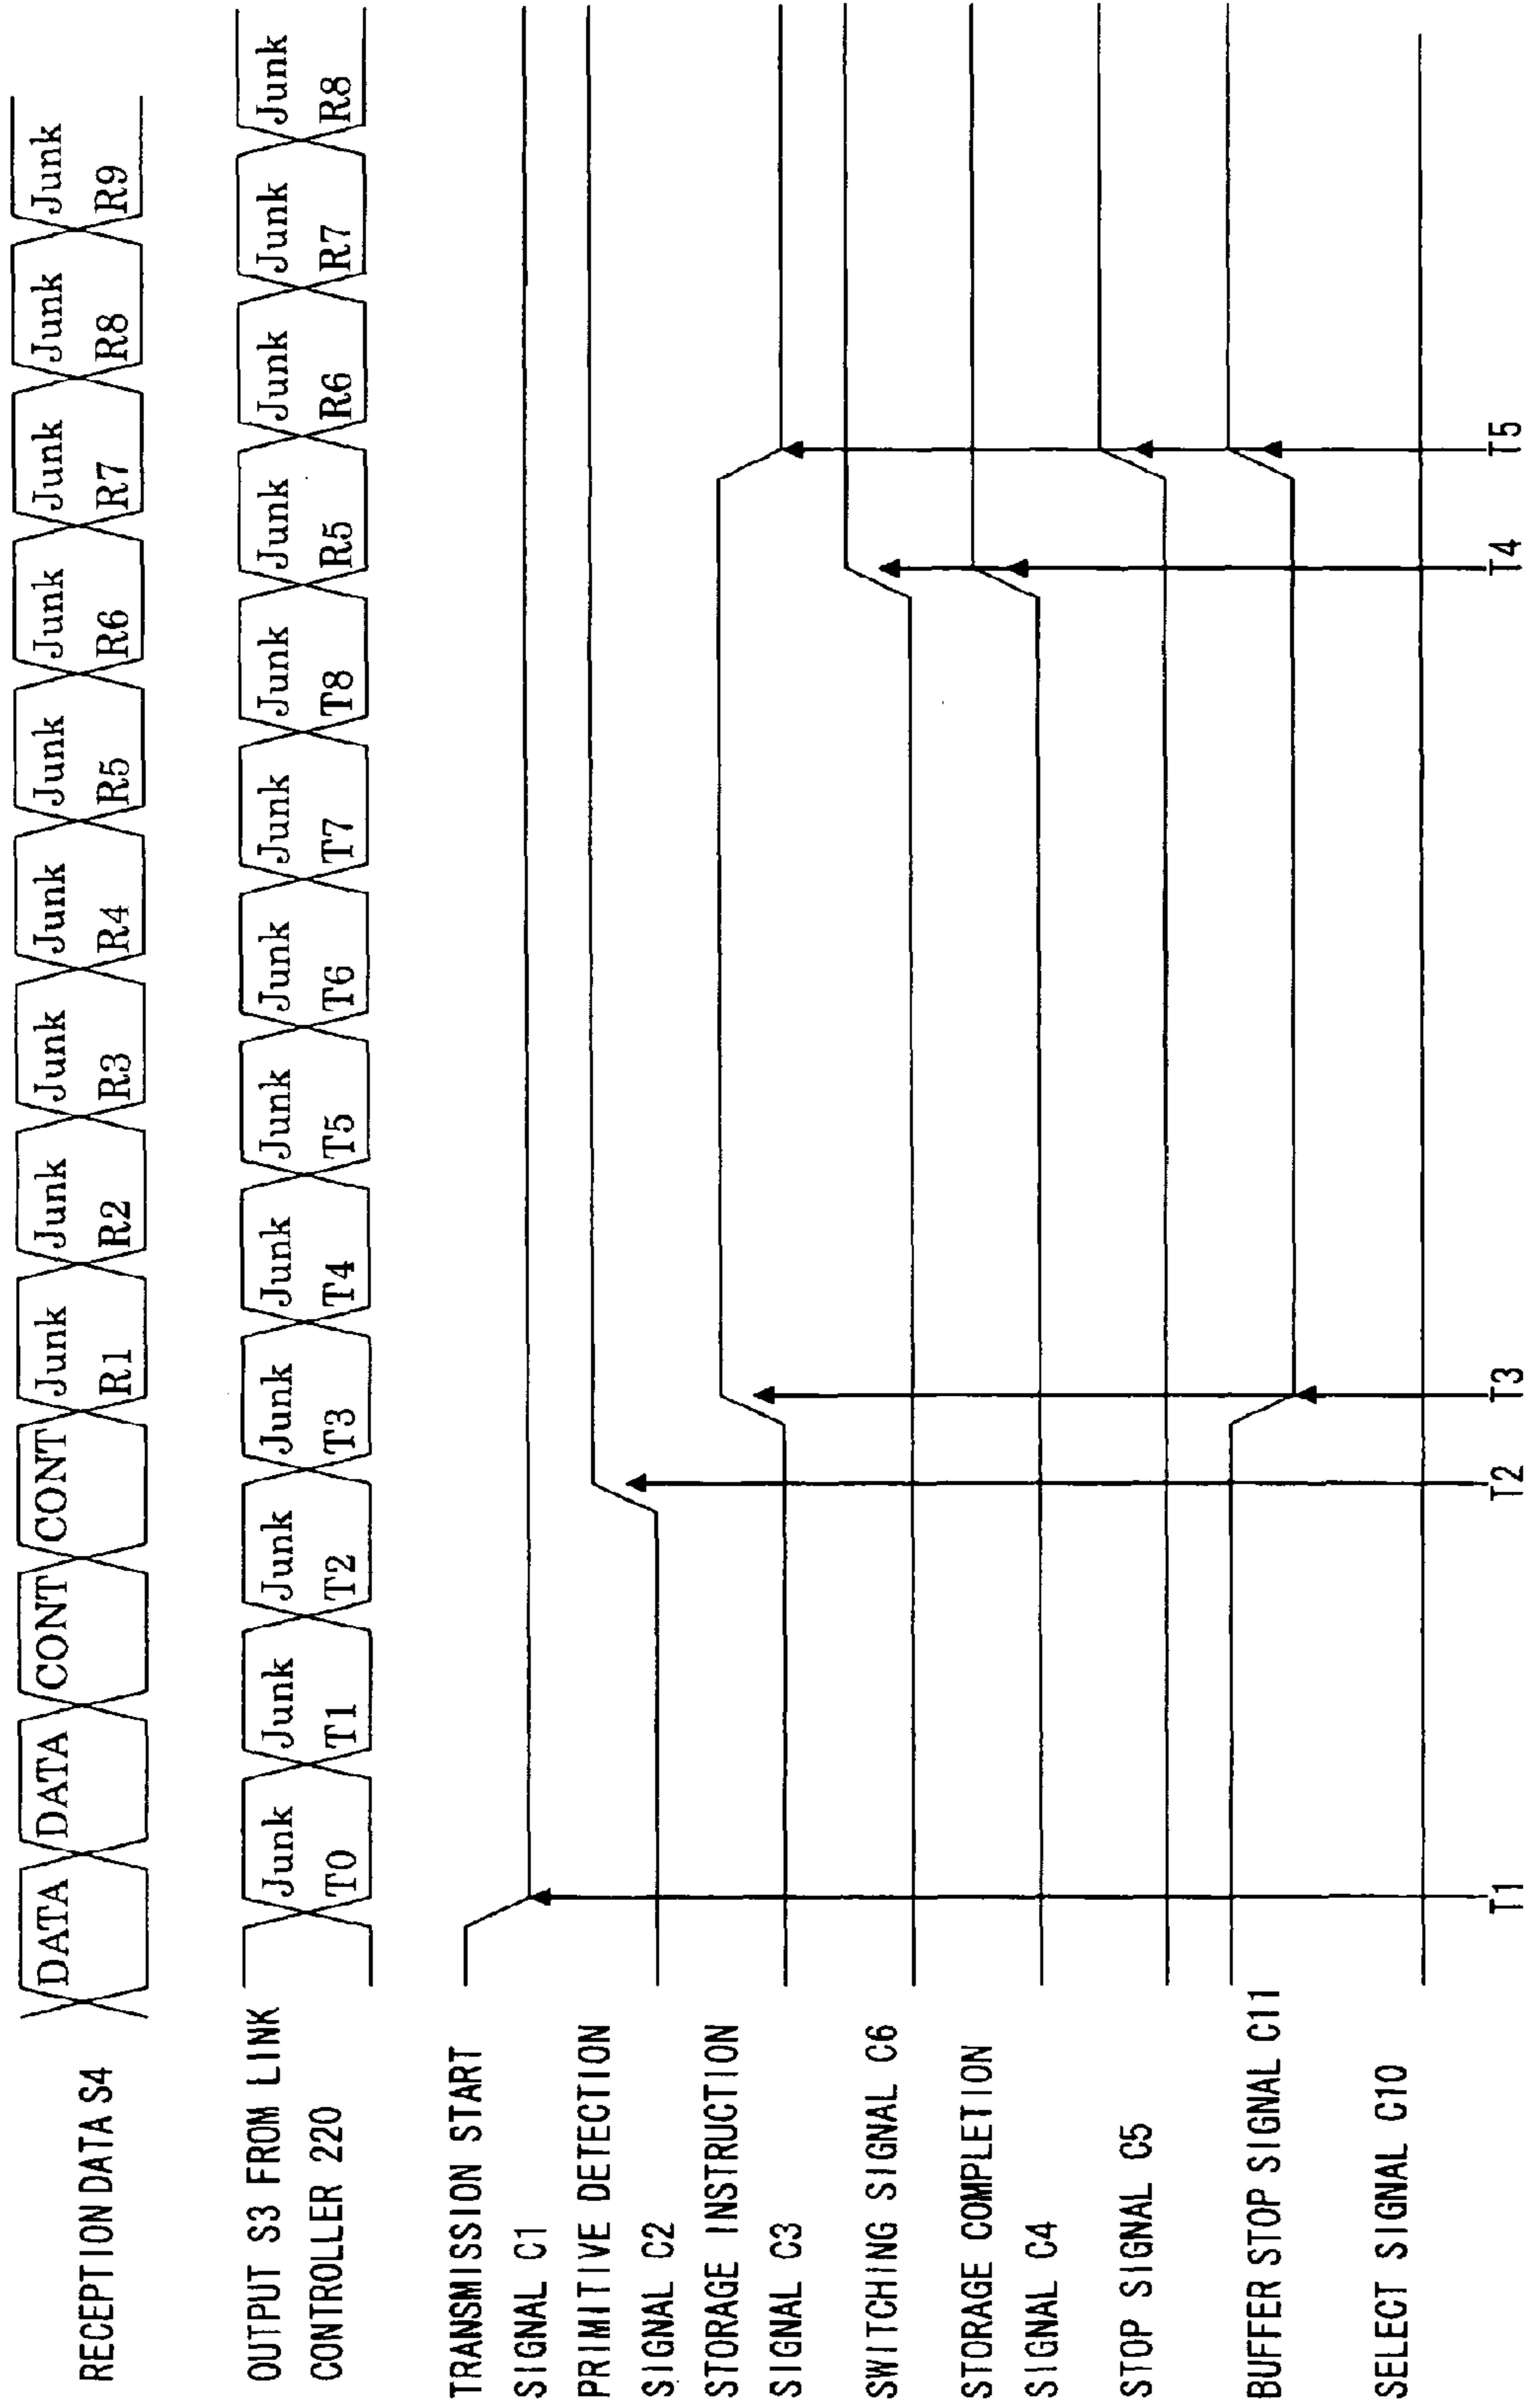 RECEPTION DATA S4
DATA DATA CONT CONT Junk R1 Junk R2 Junk R3 Junk R4 Junk R5 Junk R6 Junk R7 Junk R8 Junk R9
OUTPUT S3 FROM LINK
CONTROLLER 220
Junk T0 Junk T1 Junk T2 Junk T3 Junk T4 Junk T5 Junk T6 Junk T7 Junk T8 Junk R5 Junk R6 Junk R7 Junk R8
TRANSMISSION START
SIGNAL C1
PRIMITIVE DETECTION
SIGNAL C2
STORAGE INSTRUCTION
SIGNAL C3
SWITCHING SIGNAL C6
STORAGE COMPLETION
SIGNAL C4
STOP SIGNAL C5
BUFFER STOP SIGNAL C11
SELECT SIGNAL C10
T1 T2 T3 T4 T5